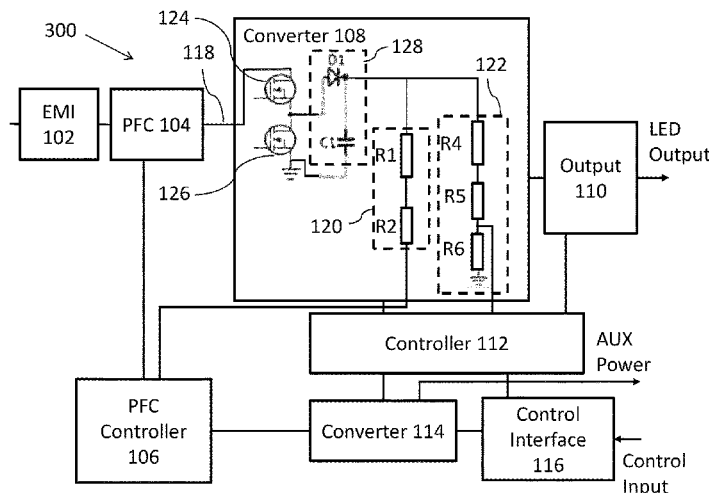 300
124
118
Converter 108
128
D1
122
EMI
102
PFC 104
C1
R1
R4
LED
Output
Output
110
126
120
R2
R5
R6
Controller 112
AUX
Power
PFC
Controller
106
Converter 114
Control
Interface
116
Control
Input